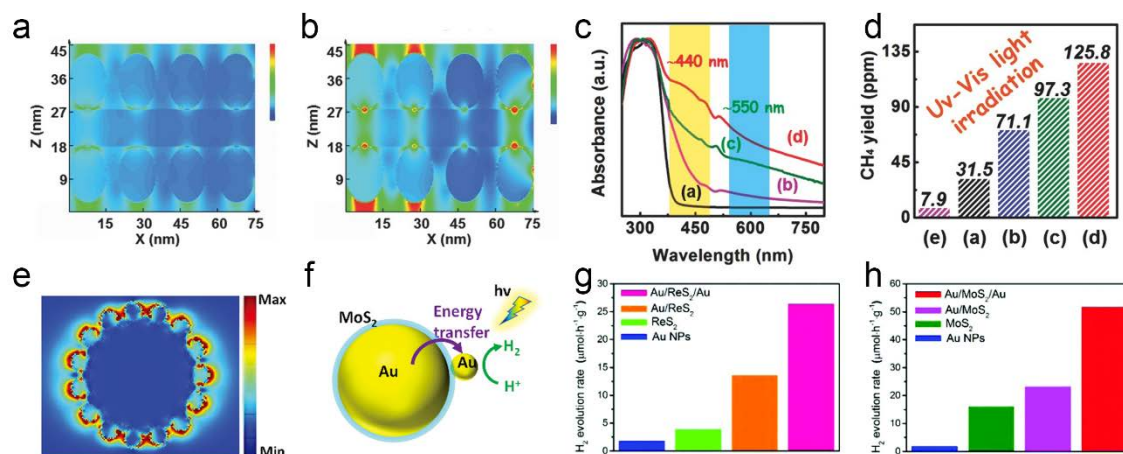 a
45
36
27
18
9
Z (nm)
15 30 45 60 75
X (nm)
b
45
36
27
18
9
Z (nm)
15 30 45 60 75
X (nm)
c
Absorbance (a.u.)
~440 nm
~550 nm
(d)
(c)
(b)
(a)
250 500 750
Wavelength (nm)
d
CH₄ yield (ppm)
135
90
45
0
Uv-Vis light
irradiation
7.9
31.5
71.1
97.3
125.8
(e) (a) (b) (c) (d)
e
Max
Min
f
MoS₂
Energy
transfer
hν
Au
Au
H₂
H⁺
g
H₂ evolution rate (μmol·h⁻¹·g⁻¹)
30
25
20
15
10
5
0
Au/ReS₂/Au
Au/ReS₂
ReS₂
Au NPs
h
H₂ evolution rate (μmol·h⁻¹·g⁻¹)
60
50
40
30
20
10
0
Au/MoS₂/Au
Au/MoS₂
MoS₂
Au NPs